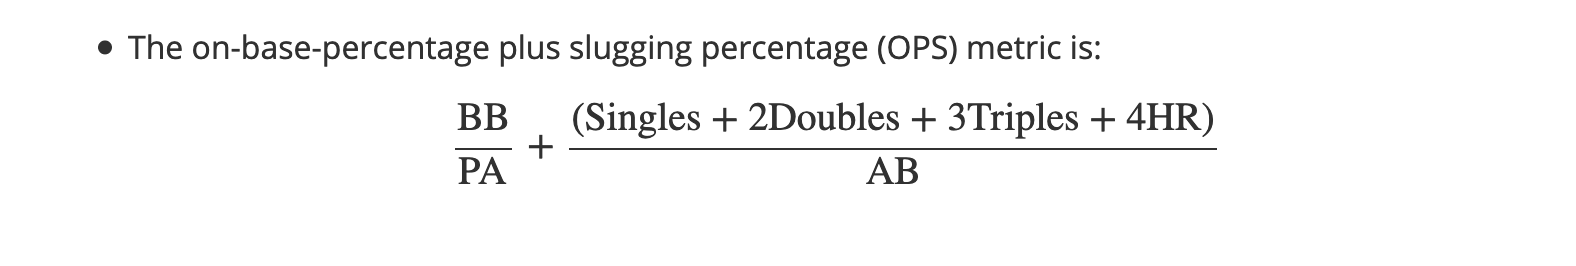 • The on-base-percentage plus slugging percentage (OPS) metric is:
BB/PA + (Singles + 2Doubles + 3Triples + 4HR)/AB